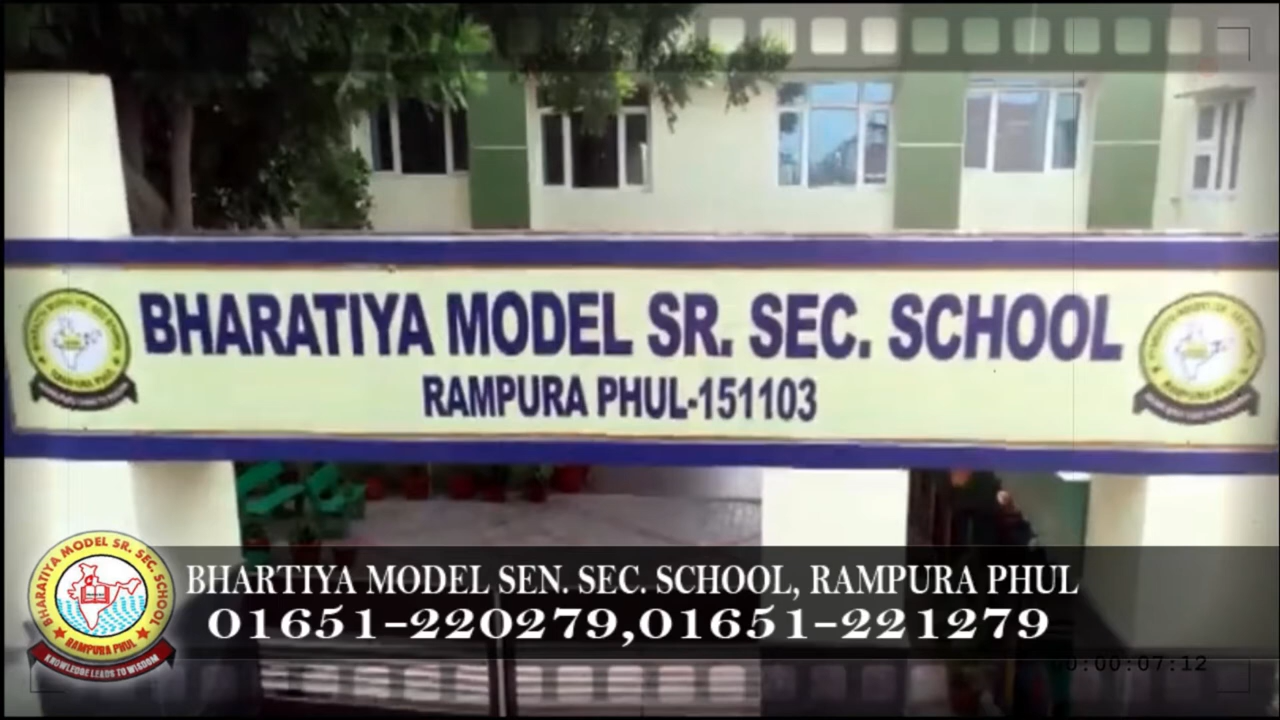 BHARATIYA MODEL SR. SEC. SCHOOL
RAMPURA PHUL-151103
BHARATIYA MODEL SR. SEC. SCHOOL
RAMPURA PHUL
KNOWLEDGE LEADS TO WISDOM
BHARTIYA MODEL SEN. SEC. SCHOOL, RAMPURA PHUL
01651-220279,01651-221279
0:00:07:12